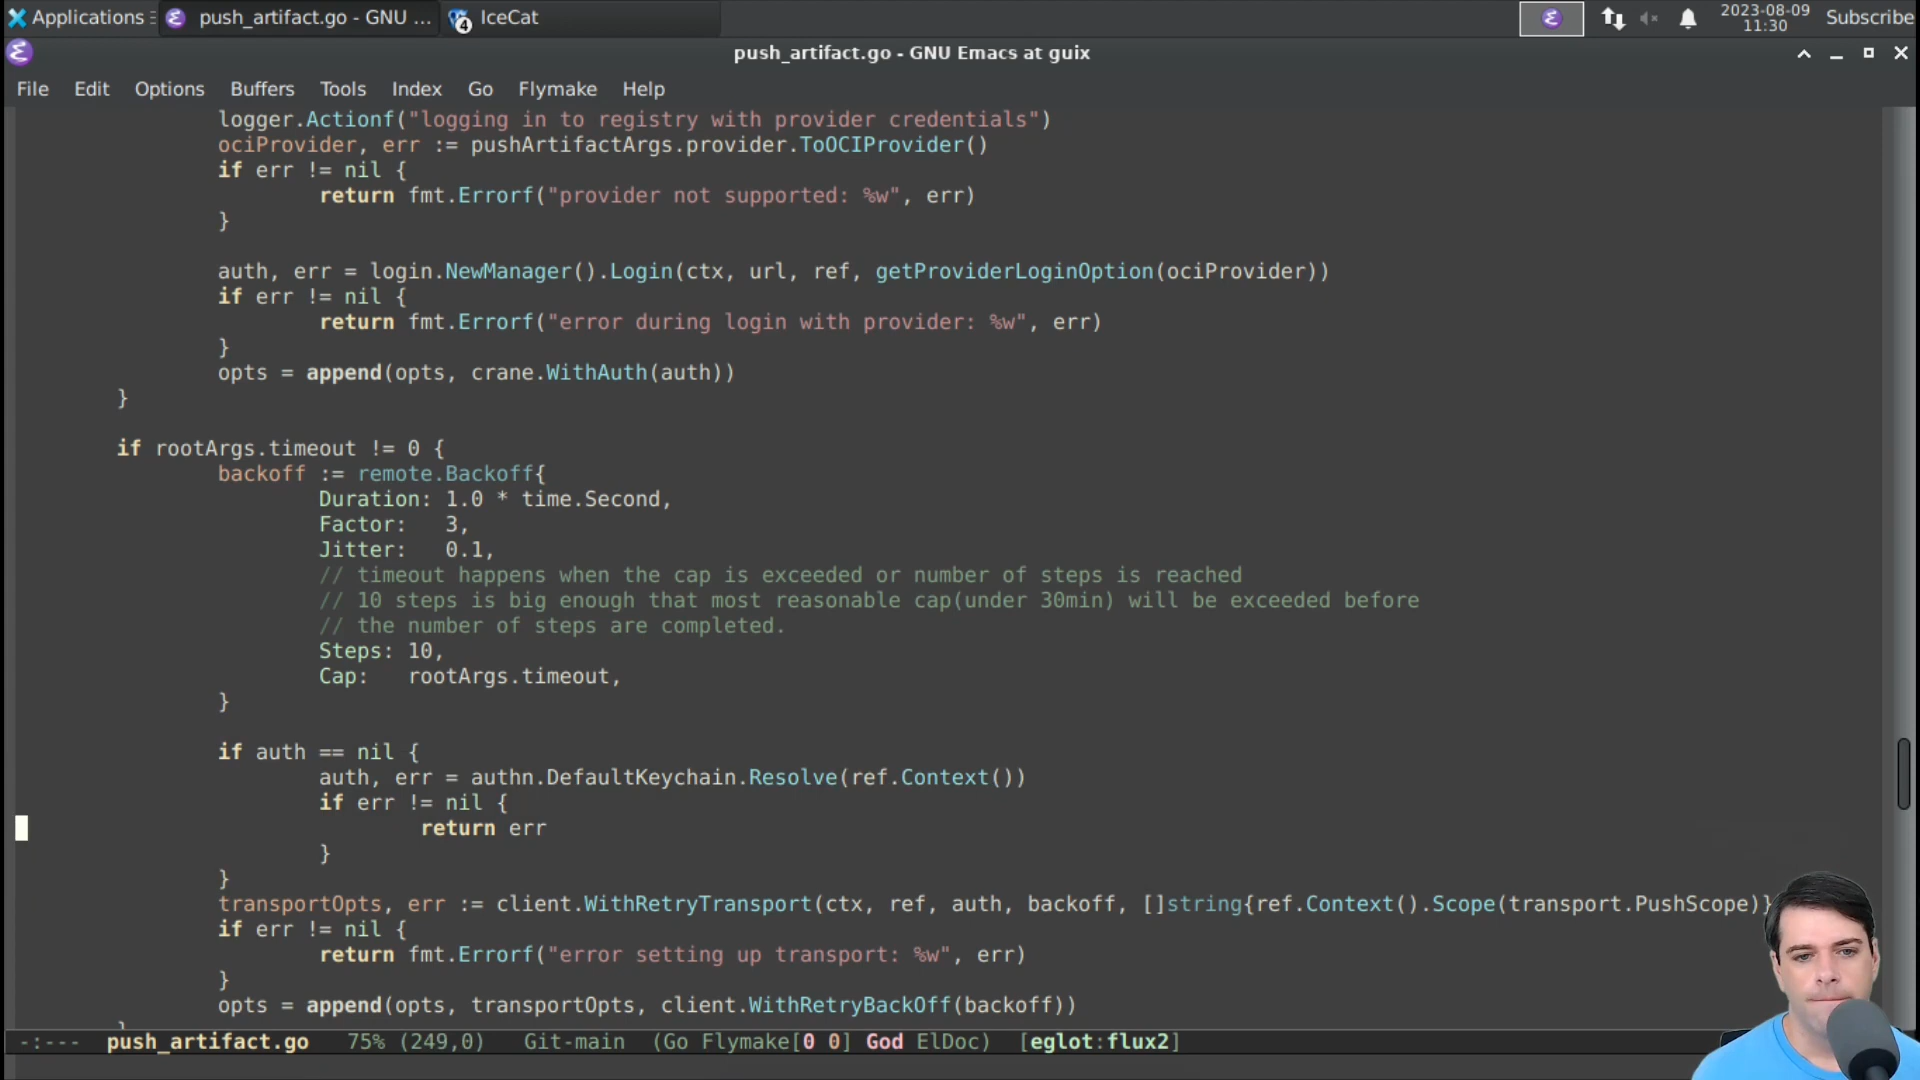 Applications push_artifact.go - GNU ... 4 IceCat 2023-08-09 Subscribe
11:30
push_artifact.go - GNU Emacs at guix
File Edit Options Buffers Tools Index Go Flymake Help
logger.Actionf("logging in to registry with provider credentials")
ociProvider, err := pushArtifactArgs.provider.ToOCIProvider()
if err != nil {
return fmt.Errorf("provider not supported: %w", err)
}
auth, err = login.NewManager().Login(ctx, url, ref, getProviderLoginOption(ociProvider))
if err != nil {
return fmt.Errorf("error during login with provider: %w", err)
}
opts = append(opts, crane.WithAuth(auth))
}
if rootArgs.timeout != 0 {
backoff := remote.Backoff{
Duration: 1.0 * time.Second,
Factor: 3,
Jitter: 0.1,
// timeout happens when the cap is exceeded or number of steps is reached
// 10 steps is big enough that most reasonable cap(under 30min) will be exceeded before
// the number of steps are completed.
Steps: 10,
Cap: rootArgs.timeout,
}
if auth == nil {
auth, err = authn.DefaultKeychain.Resolve(ref.Context())
if err != nil {
return err
}
}
transportOpts, err := client.WithRetryTransport(ctx, ref, auth, backoff, []string{ref.Context().Scope(transport.PushScope)}
if err != nil {
return fmt.Errorf("error setting up transport: %w", err)
}
opts = append(opts, transportOpts, client.WithRetryBackOff(backoff))
}
-:--- push_artifact.go 75% (249,0) Git-main (Go Flymake[0 0] God ElDoc) [eglot:flux2]